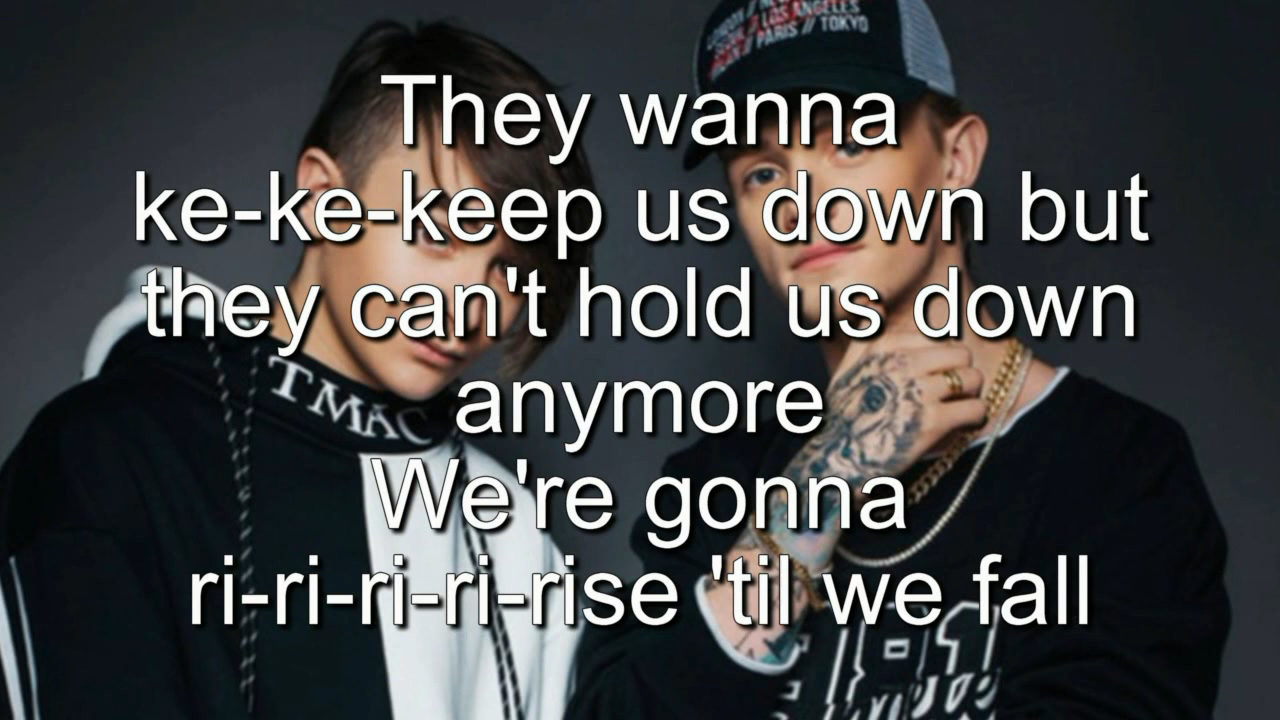 LOS ANGELES
// PARIS // TOKYO
They wanna
ke-ke-keep us down but
they can't hold us down
anymore
We're gonna
ri-ri-ri-ri-rise 'til we fall
TMAC